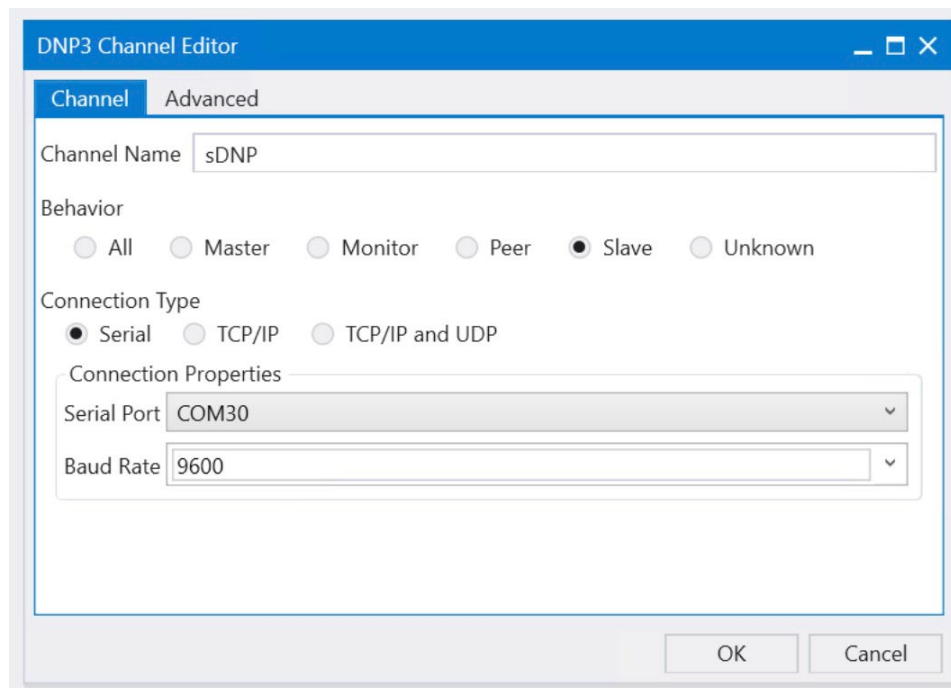 DNP3 Channel Editor
Channel Advanced
Channel Name sDNP
Behavior
All Master Monitor Peer Slave Unknown
Connection Type
Serial TCP/IP TCP/IP and UDP
Connection Properties
Serial Port COM30
Baud Rate 9600
OK Cancel